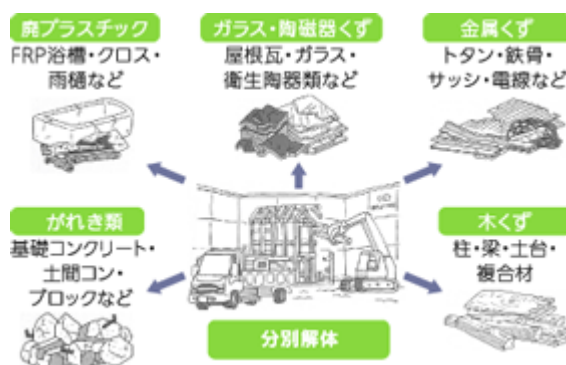 廃プラスチック
FRP浴槽・クロス・
雨樋など
ガラス・陶磁器くず
屋根瓦・ガラス・
衛生陶器類など
金属くず
トタン・鉄骨・
サッシ・電線など
がれき類
基礎コンクリート・
土間コン・
ブロックなど
木くず
柱・梁・土台・
複合材
分別解体